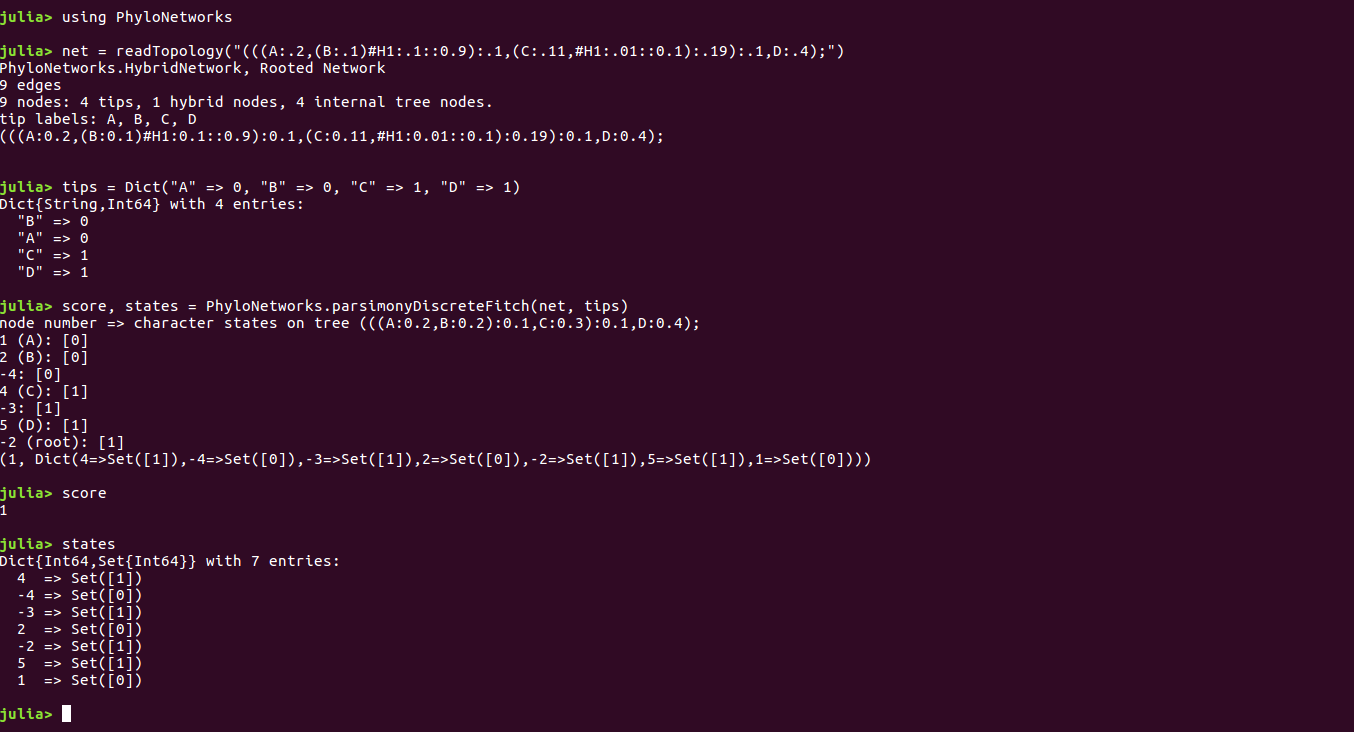 julia> using PhyloNetworks
julia> net = readTopology("(((A:.2,(B:.1)#H1:.1::0.9):.1,(C:.11,#H1:.01::0.1):.19):.1,D:.4);")
PhyloNetworks.HybridNetwork, Rooted Network
9 edges
9 nodes: 4 tips, 1 hybrid nodes, 4 internal tree nodes.
tip labels: A, B, C, D
(((A:0.2,(B:0.1)#H1:0.1::0.9):0.1,(C:0.11,#H1:0.01::0.1):0.19):0.1,D:0.4);
julia> tips = Dict("A" => 0, "B" => 0, "C" => 1, "D" => 1)
Dict{String,Int64} with 4 entries:
  "B" => 0
  "A" => 0
  "C" => 1
  "D" => 1
julia> score, states = PhyloNetworks.parsimonyDiscreteFitch(net, tips)
node number => character states on tree (((A:0.2,B:0.2):0.1,C:0.3):0.1,D:0.4);
1 (A): [0]
2 (B): [0]
-4: [0]
4 (C): [1]
-3: [1]
5 (D): [1]
-2 (root): [1]
(1, Dict(4=>Set([1]),-4=>Set([0]),-3=>Set([1]),2=>Set([0]),-2=>Set([1]),5=>Set([1]),1=>Set([0])))
julia> score
1
julia> states
Dict{Int64,Set{Int64}} with 7 entries:
  4  => Set([1])
  -4 => Set([0])
  -3 => Set([1])
  2  => Set([0])
  -2 => Set([1])
  5  => Set([1])
  1  => Set([0])
julia>